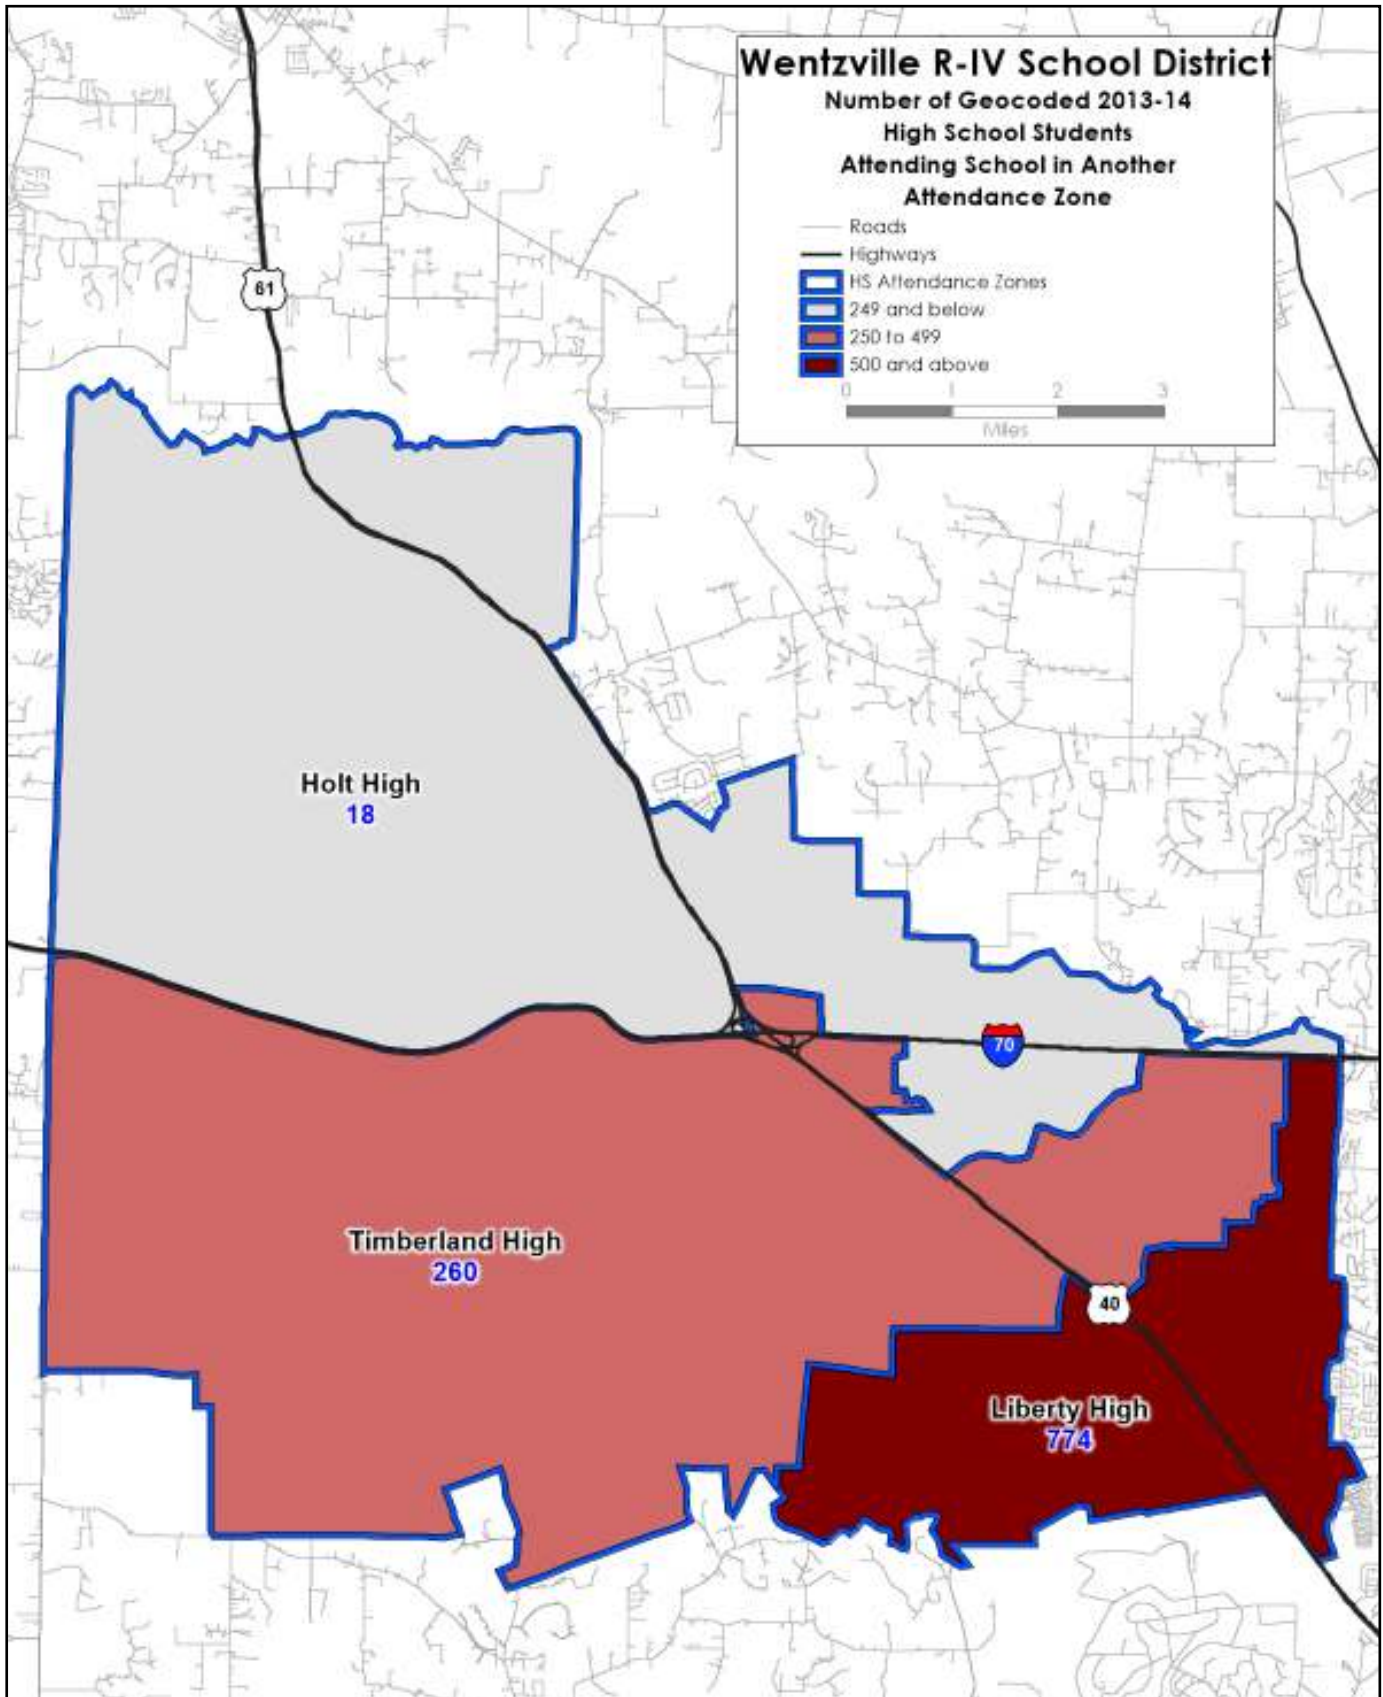 Wentzville R-IV School District
Number of Geocoded 2013-14
High School Students
Attending School in Another
Attendance Zone
Roads
Highways
HS Attendance Zones
249 and below
250 to 499
500 and above
0 1 2 3
Miles
61
Holt High
18
70
Timberland High
260
40
Liberty High
774